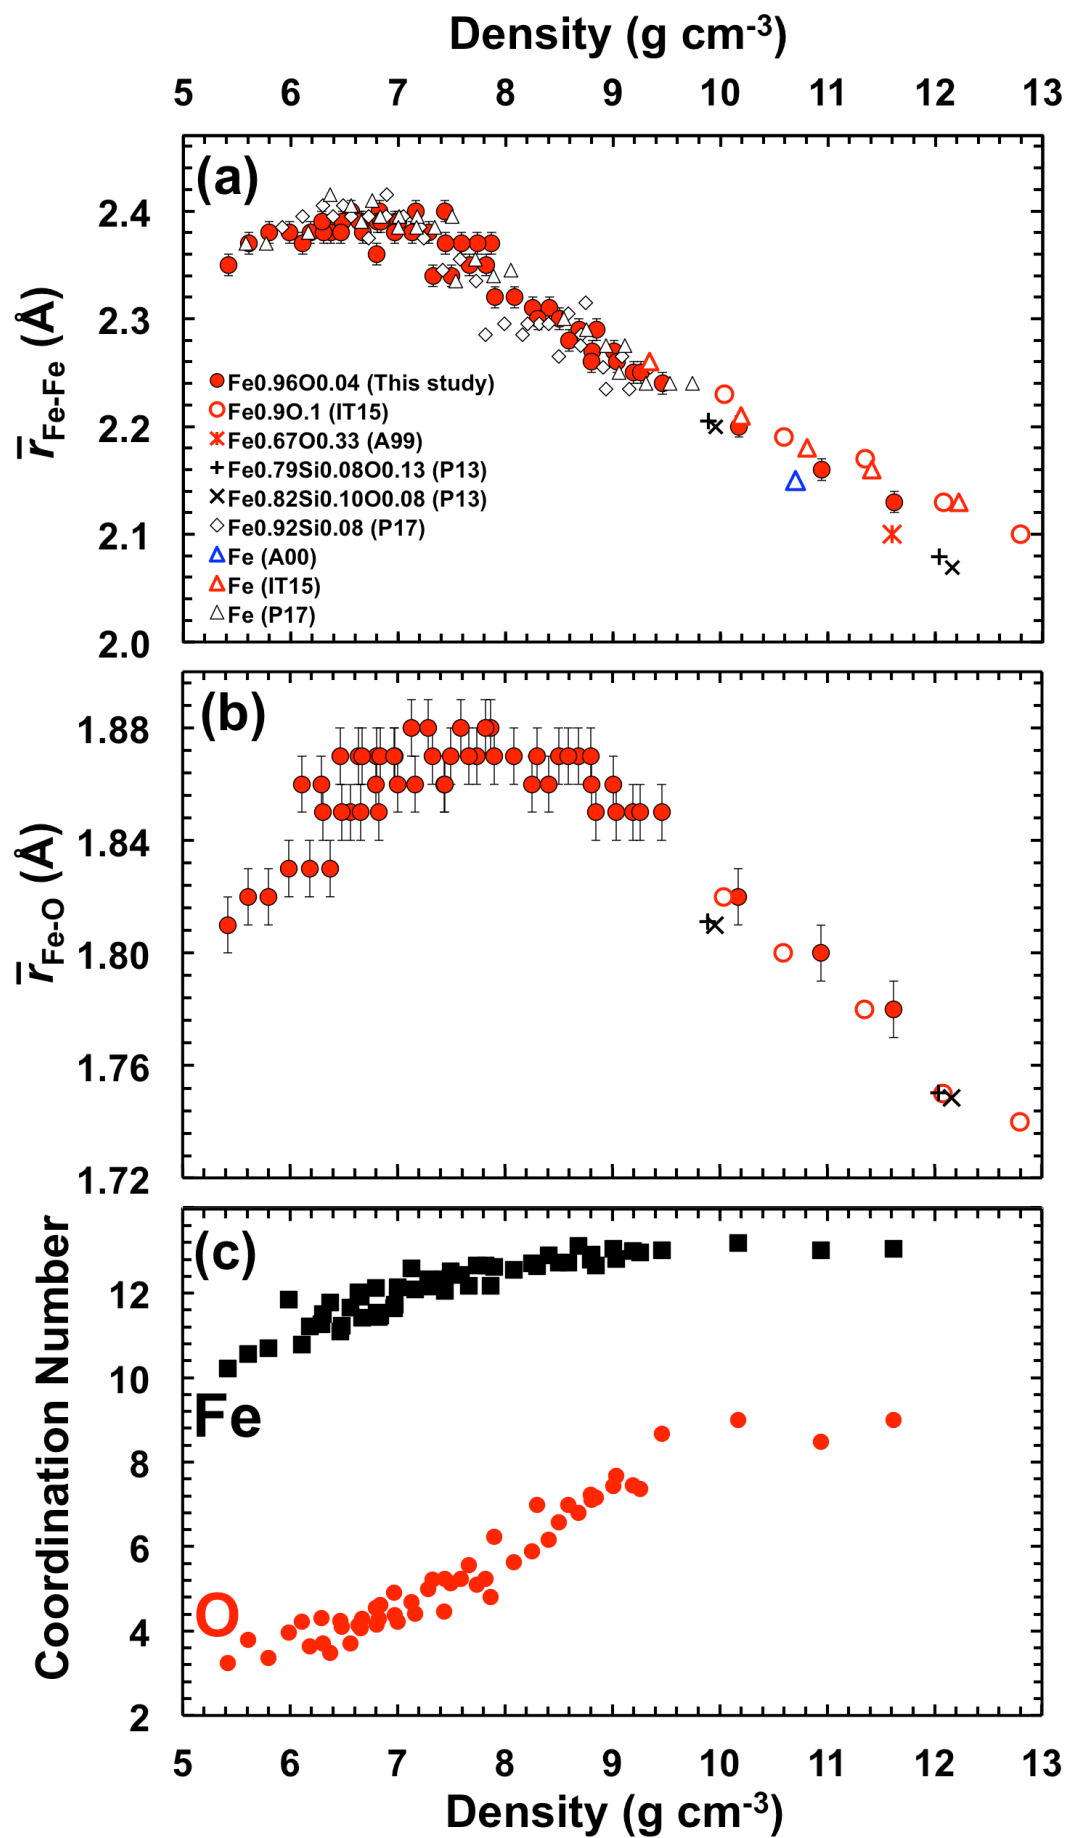 Density (g cm-3)
5 6 7 8 9 10 11 12 13
(a)
2.4
2.3
2.2
2.1
2.0
r̅Fe-Fe (Å)
Fe0.96O0.04 (This study)
Fe0.9O.1 (IT15)
Fe0.67O0.33 (A99)
Fe0.79Si0.08O0.13 (P13)
Fe0.82Si0.10O0.08 (P13)
Fe0.92Si0.08 (P17)
Fe (A00)
Fe (IT15)
Fe (P17)
(b)
1.88
1.84
1.80
1.76
1.72
r̅Fe-O (Å)
(c)
12
10
8
6
4
2
Coordination Number
Fe
O
5 6 7 8 9 10 11 12 13
Density (g cm-3)